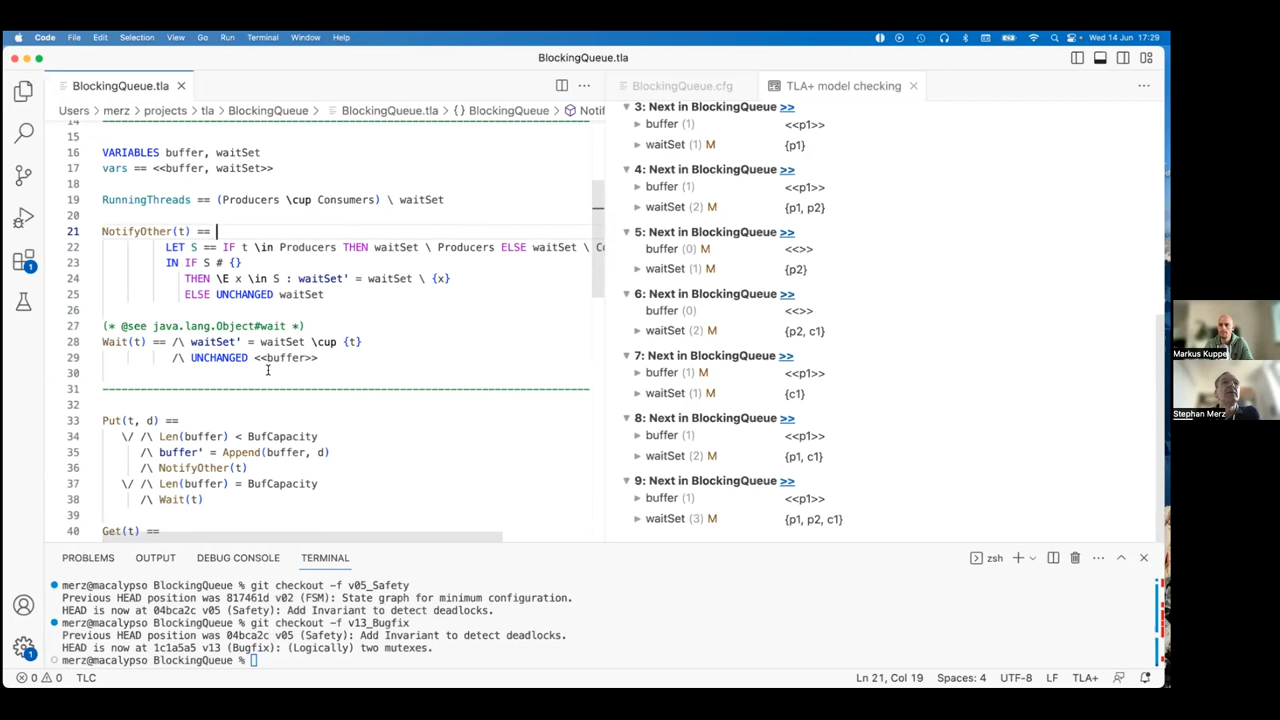 Code File Edit Selection View Go Run Terminal Window Help
Wed 14 Jun 17:29
BlockingQueue.tla
BlockingQueue.tla
BlockingQueue.cfg
TLA+ model checking
Users > merz > projects > tla > BlockingQueue > BlockingQueue.tla > {} BlockingQueue > Noti
14 ----------------------------------------------------------------
15
16 VARIABLES buffer, waitSet
17 vars == <<buffer, waitSet>>
18
19 RunningThreads == (Producers \cup Consumers) \ waitSet
20
21 NotifyOther(t) ==
22 LET S == IF t \in Producers THEN waitSet \ Producers ELSE waitSet \ Co
23 IN IF S # {}
24 THEN \E x \in S : waitSet' = waitSet \ {x}
25 ELSE UNCHANGED waitSet
26
27 (* @see java.lang.Object#wait *)
28 Wait(t) == /\ waitSet' = waitSet \cup {t}
29 /\ UNCHANGED <<buffer>>
30
31 ----------------------------------------------------------------
32
33 Put(t, d) ==
34 \/ /\ Len(buffer) < BufCapacity
35 /\ buffer' = Append(buffer, d)
36 /\ NotifyOther(t)
37 \/ /\ Len(buffer) = BufCapacity
38 /\ Wait(t)
39
40 Get(t) ==
3: Next in BlockingQueue >>
buffer (1) <<p1>>
waitSet (1) M {p1}
4: Next in BlockingQueue >>
buffer (1) <<p1>>
waitSet (2) M {p1, p2}
5: Next in BlockingQueue >>
buffer (0) M <<>>
waitSet (1) M {p2}
6: Next in BlockingQueue >>
buffer (0) <<>>
waitSet (2) M {p2, c1}
7: Next in BlockingQueue >>
buffer (1) M <<p1>>
waitSet (1) M {c1}
8: Next in BlockingQueue >>
buffer (1) <<p1>>
waitSet (2) M {p1, c1}
9: Next in BlockingQueue >>
buffer (1) <<p1>>
waitSet (3) M {p1, p2, c1}
Markus Kuppe
Stephan Merz
PROBLEMS OUTPUT DEBUG CONSOLE TERMINAL
zsh
merz@macalypso BlockingQueue % git checkout -f v05_Safety
Previous HEAD position was 817461d v02 (FSM): State graph for minimum configuration.
HEAD is now at 04bca2c v05 (Safety): Add Invariant to detect deadlocks.
merz@macalypso BlockingQueue % git checkout -f v13_Bugfix
Previous HEAD position was 04bca2c v05 (Safety): Add Invariant to detect deadlocks.
HEAD is now at 1c1a5a5 v13 (Bugfix): (Logically) two mutexes.
merz@macalypso BlockingQueue %
0 0 TLC
Ln 21, Col 19 Spaces: 4 UTF-8 LF TLA+
1
1